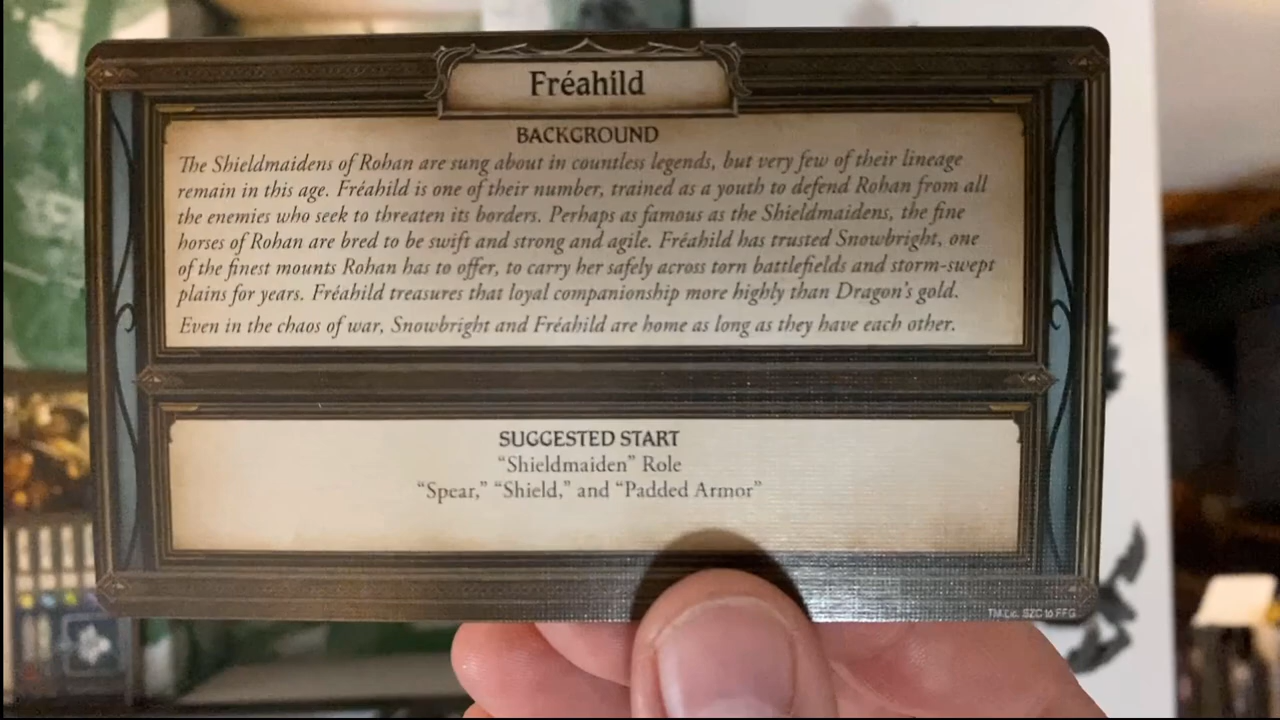 Fréahild
BACKGROUND
The Shieldmaidens of Rohan are sung about in countless legends, but very few of their lineage
remain in this age. Fréahild is one of their number, trained as a youth to defend Rohan from all
the enemies who seek to threaten its borders. Perhaps as famous as the Shieldmaidens, the fine
horses of Rohan are bred to be swift and strong and agile. Fréahild has trusted Snowbright, one
of the finest mounts Rohan has to offer, to carry her safely across torn battlefields and storm-swept
plains for years. Fréahild treasures that loyal companionship more highly than Dragon's gold.
Even in the chaos of war, Snowbright and Fréahild are home as long as they have each other.
SUGGESTED START
“Shieldmaiden” Role
“Spear,” “Shield,” and “Padded Armor”
TM Lic. SZC to FFG